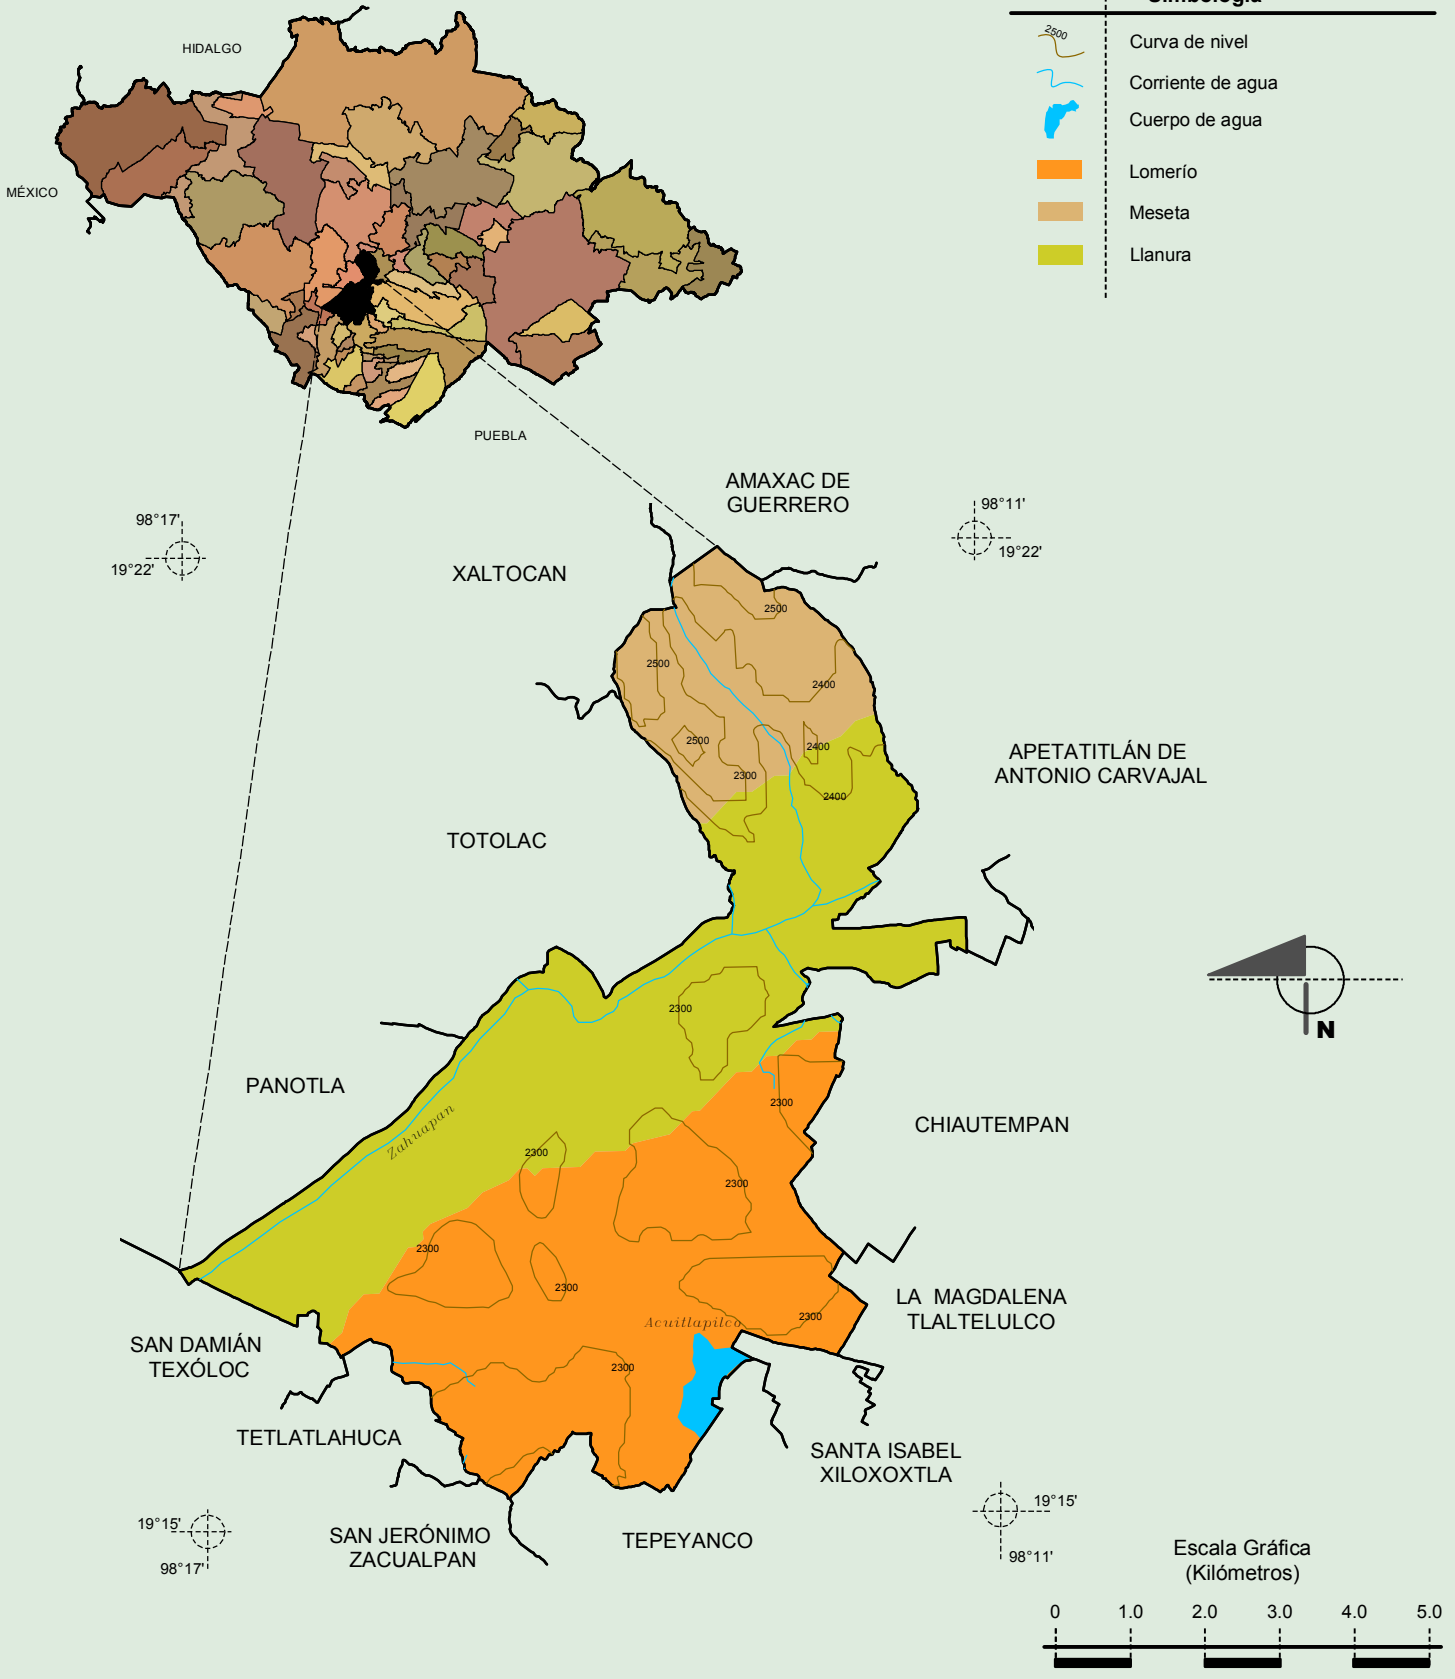 Simbología
2500
Curva de nivel
Corriente de agua
Cuerpo de agua
Lomerío
Meseta
Llanura
HIDALGO
MÉXICO
PUEBLA
AMAXAC DE
GUERRERO
98°17'
19°22'
98°11'
19°22'
XALTOCAN
2500
2500
2400
2500
2400
2300
2400
APETATITLÁN DE
ANTONIO CARVAJAL
TOTOLAC
2300
N
PANOTLA
Zahuapan
2300
CHIAUTEMPAN
2300
2300
2300
2300
LA MAGDALENA
TLALTELULCO
2300
Acuitlapilco
SAN DAMIÁN
TEXÓLOC
2300
TETLATLAHUCA
SANTA ISABEL
XILOXOXTLA
19°15'
98°17'
SAN JERÓNIMO
ZACUALPAN
TEPEYANCO
19°15'
98°11'
Escala Gráfica
(Kilómetros)
0 1.0 2.0 3.0 4.0 5.0